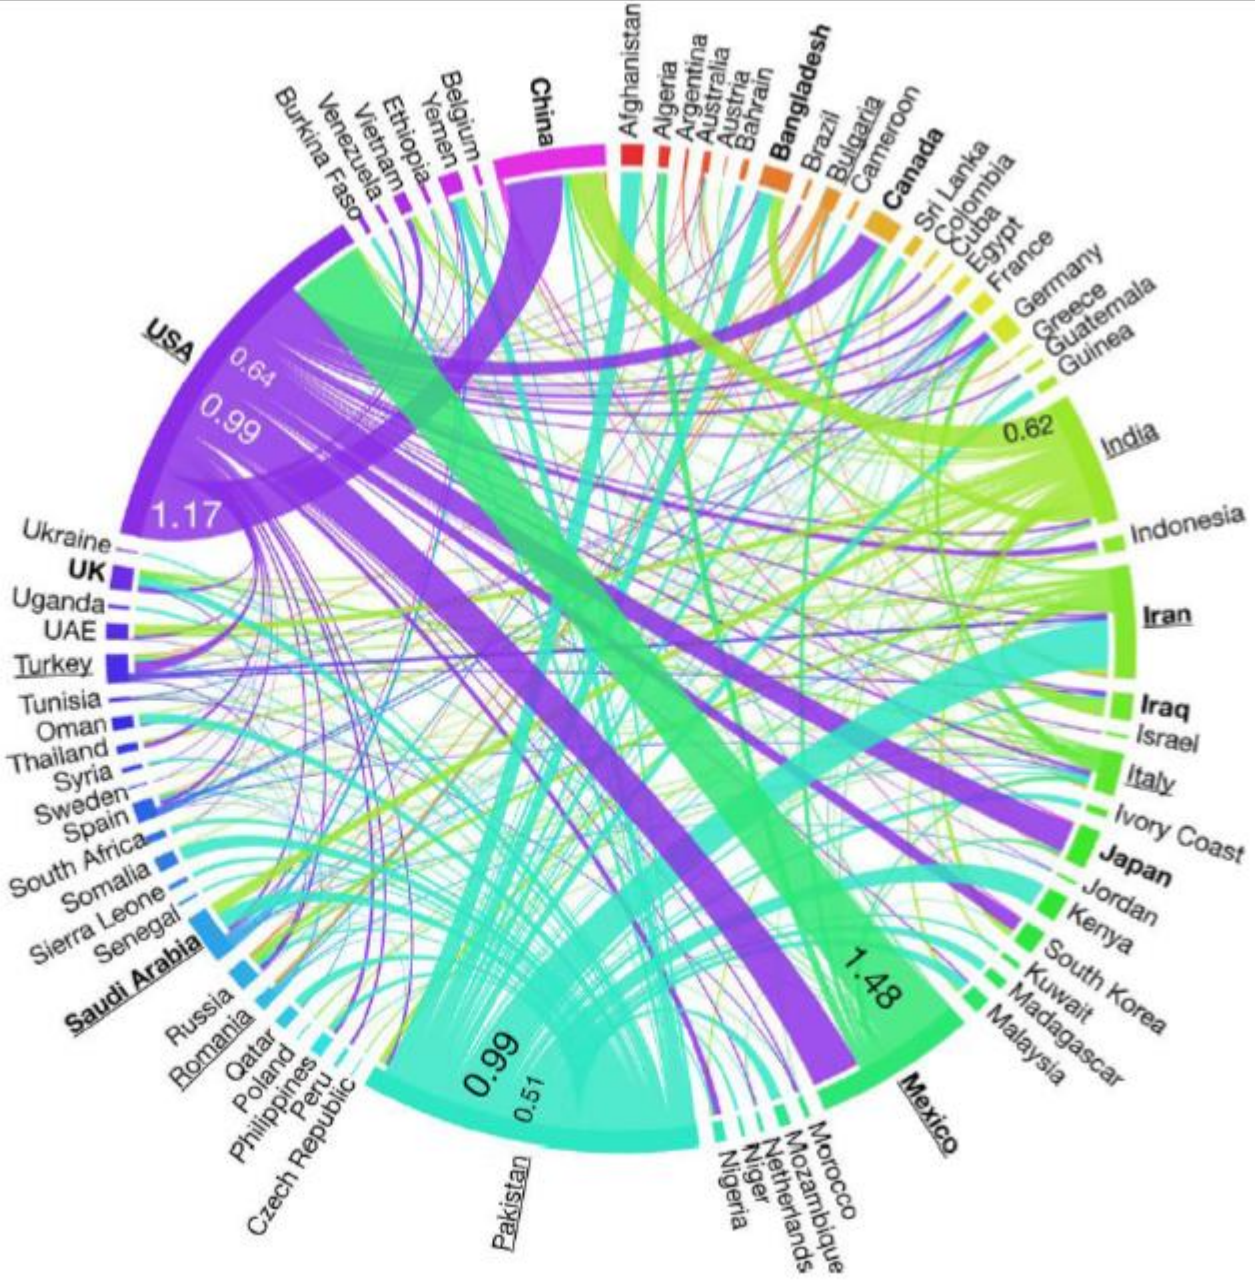 Afghanistan
Algeria
Argentina
Australia
Austria
Bahrain
Bangladesh
Brazil
Bulgaria
Cameroon
Canada
Sri Lanka
Colombia
Cuba
Egypt
France
Germany
Greece
Guatemala
Guinea
India
Indonesia
Iran
Iraq
Israel
Italy
Ivory Coast
Japan
Jordan
Kenya
South Korea
Kuwait
Madagascar
Malaysia
Mexico
Morocco
Mozambique
Netherlands
Niger
Nigeria
Pakistan
Czech Republic
Peru
Philippines
Poland
Qatar
Romania
Russia
Saudi Arabia
Senegal
Sierra Leone
Somalia
South Africa
Spain
Sweden
Syria
Thailand
Oman
Tunisia
Turkey
UAE
Uganda
UK
Ukraine
USA
Burkina Faso
Venezuela
Vietnam
Ethiopia
Yemen
Belgium
China
0.64
0.99
1.17
0.62
1.48
0.99
0.51